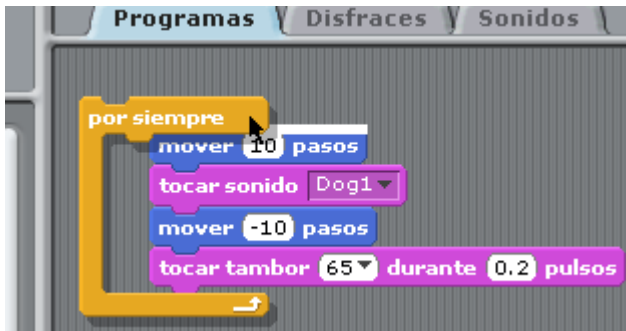 Programas Disfraces Sonidos
por siempre
mover 10 pasos
tocar sonido Dog1
mover -10 pasos
tocar tambor 65 durante 0.2 pulsos